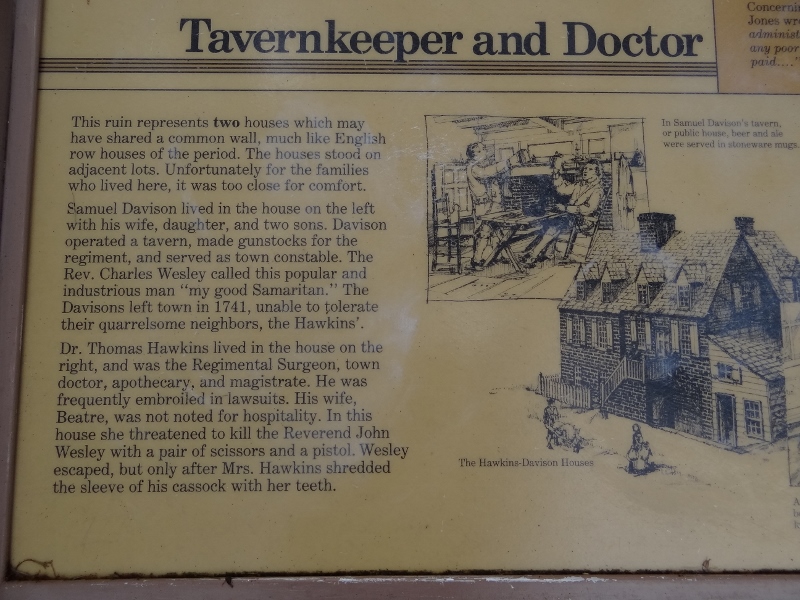 Tavernkeeper and Doctor
Concerning
Jones wr
administ
any poor
paid...."
This ruin represents two houses which may
have shared a common wall, much like English
row houses of the period. The houses stood on
adjacent lots. Unfortunately for the families
who lived here, it was too close for comfort.
Samuel Davison lived in the house on the left
with his wife, daughter, and two sons. Davison
operated a tavern, made gunstocks for the
regiment, and served as town constable. The
Rev. Charles Wesley called this popular and
industrious man "my good Samaritan." The
Davisons left town in 1741, unable to tolerate
their quarrelsome neighbors, the Hawkins'.
Dr. Thomas Hawkins lived in the house on the
right, and was the Regimental Surgeon, town
doctor, apothecary, and magistrate. He was
frequently embroiled in lawsuits. His wife,
Beatre, was not noted for hospitality. In this
house she threatened to kill the Reverend John
Wesley with a pair of scissors and a pistol. Wesley
escaped, but only after Mrs. Hawkins shredded
the sleeve of his cassock with her teeth.
In Samuel Davison's tavern,
or public house, beer and ale
were served in stoneware mugs.
The Hawkins-Davison Houses